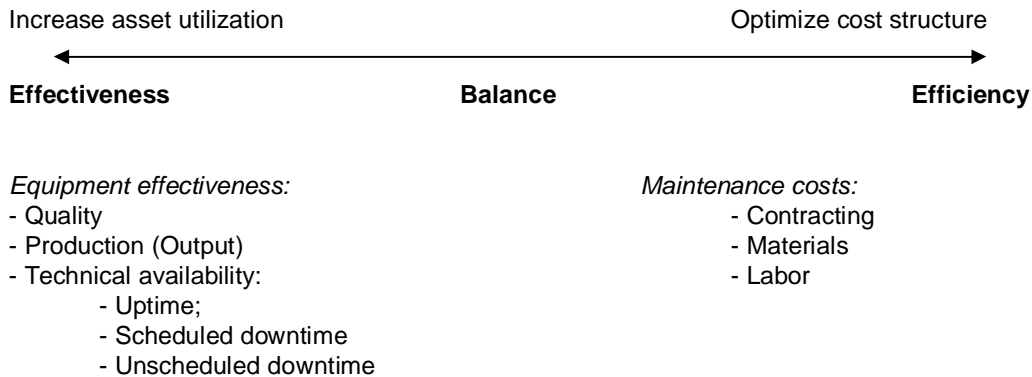 Increase asset utilization Optimize cost structure
Effectiveness Balance Efficiency
Equipment effectiveness: Maintenance costs:
- Quality - Contracting
- Production (Output) - Materials
- Technical availability: - Labor
- Uptime;
- Scheduled downtime
- Unscheduled downtime